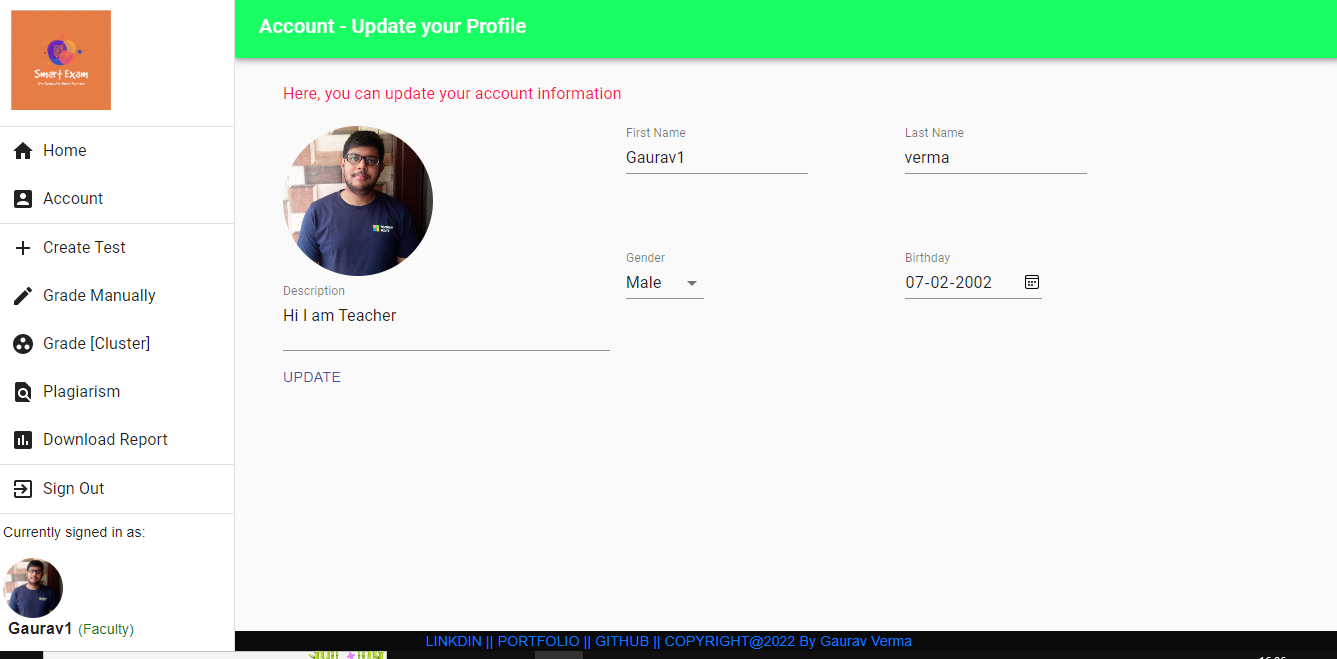 Smart Exam
Home
Account
Create Test
Grade Manually
Grade [Cluster]
Plagiarism
Download Report
Sign Out
Currently signed in as:
Gaurav1 (Faculty)
Account - Update your Profile
Here, you can update your account information
First Name
Gaurav1
Last Name
verma
Gender
Male
Birthday
07-02-2002
Description
Hi I am Teacher
UPDATE
LINKDIN || PORTFOLIO || GITHUB || COPYRIGHT@2022 By Gaurav Verma